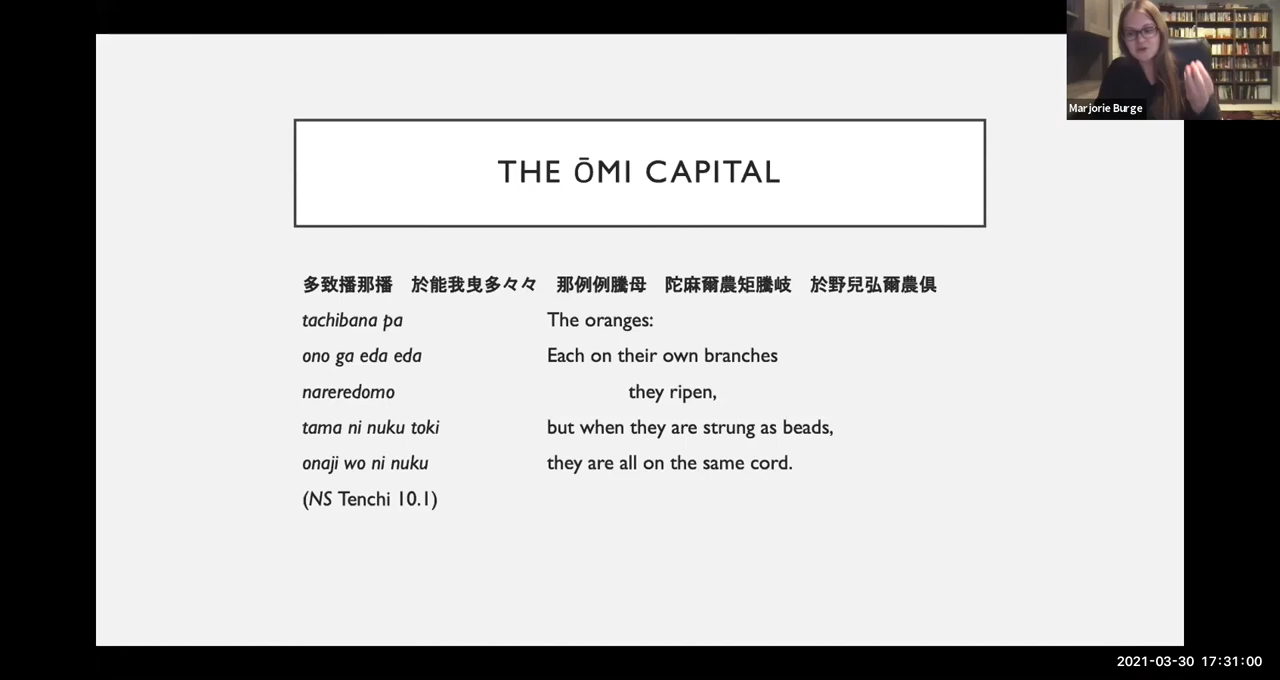 Marjorie Burge
THE ŌMI CAPITAL
多致播那播　於能我曳多々々　那例例騰母　陀麻爾農矩騰岐　於野兒弘爾農俱
tachibana pa
The oranges:
ono ga eda eda
Each on their own branches
nareredomo
they ripen,
tama ni nuku toki
but when they are strung as beads,
onaji wo ni nuku
they are all on the same cord.
(NS Tenchi 10.1)
2021-03-30 17:31:00